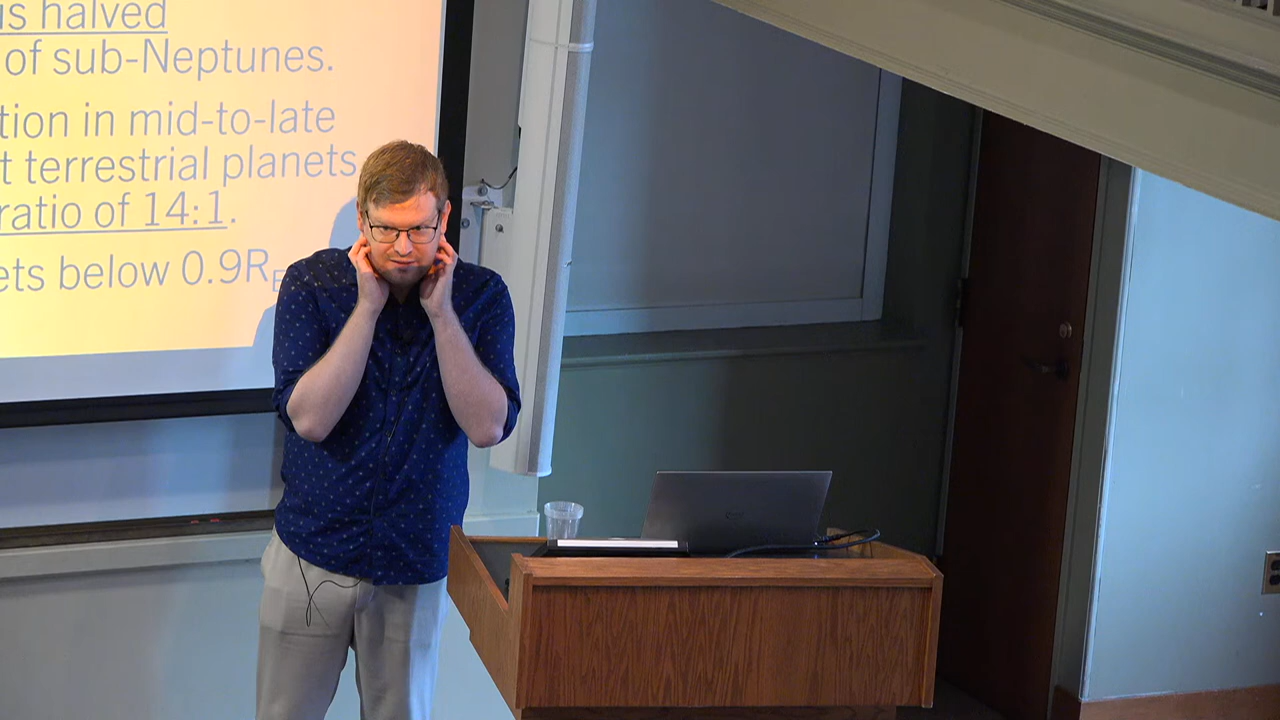 us halved
of sub-Neptunes.
tion in mid-to-late
t terrestrial planets
ratio of 14:1.
ets below 0.9R